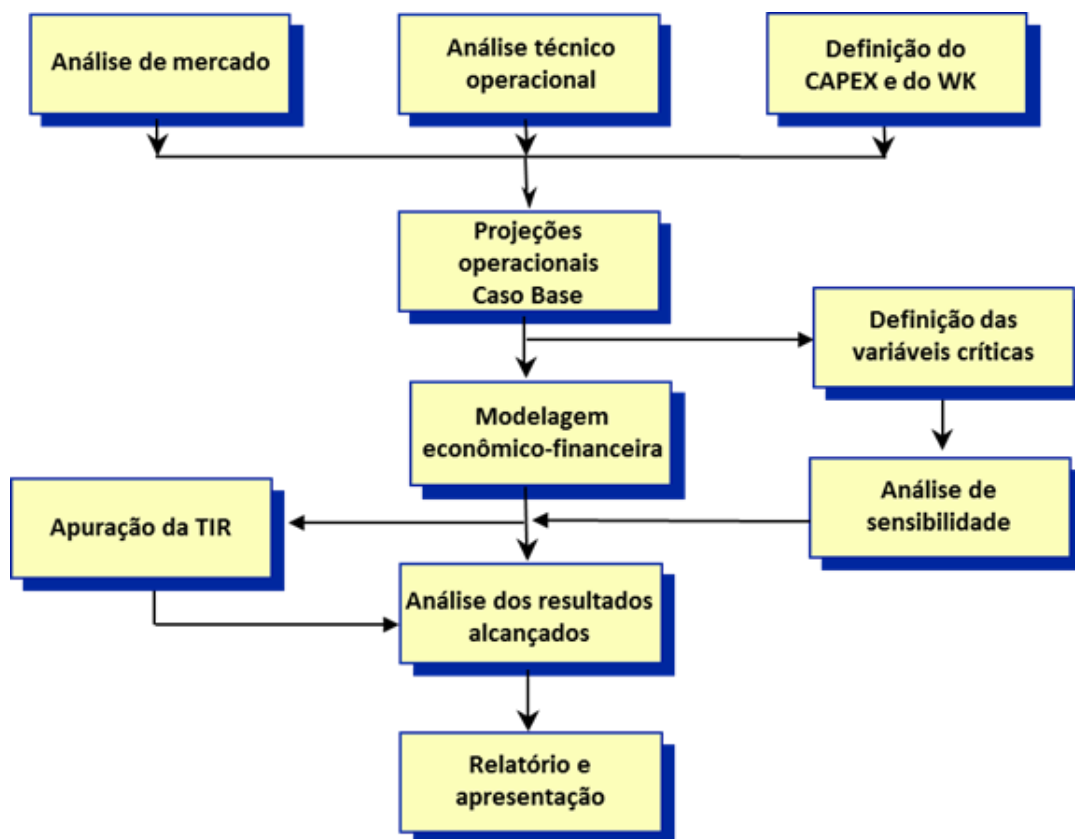 Análise de mercado
Análise técnico
operacional
Definição do
CAPEX e do WK
Projeções
operacionais
Caso Base
Definição das
variáveis críticas
Modelagem
econômico-financeira
Apuração da TIR
Análise de
sensibilidade
Análise dos resultados
alcançados
Relatório e
apresentação